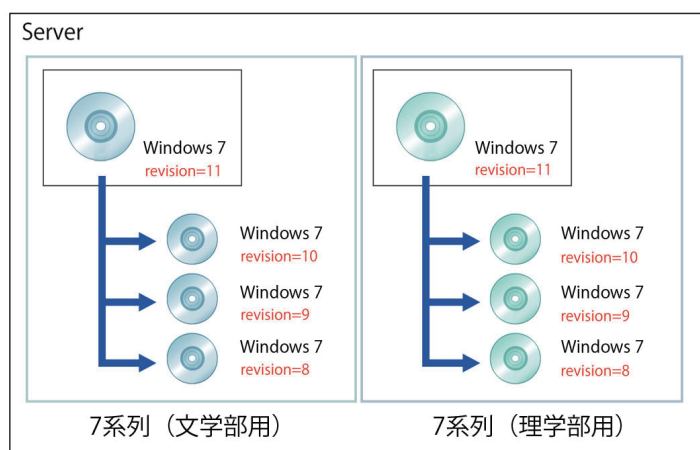 Server
Windows 7
revision=11
Windows 7
revision=10
Windows 7
revision=9
Windows 7
revision=8
7系列（文学部用）
Windows 7
revision=11
Windows 7
revision=10
Windows 7
revision=9
Windows 7
revision=8
7系列（理学部用）